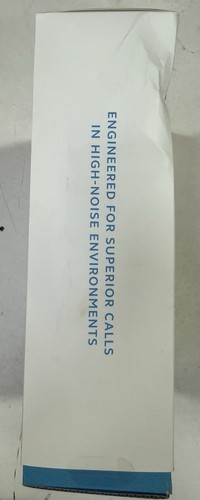 ENGINEERED FOR SUPERIOR CALLS
IN HIGH-NOISE ENVIRONMENTS